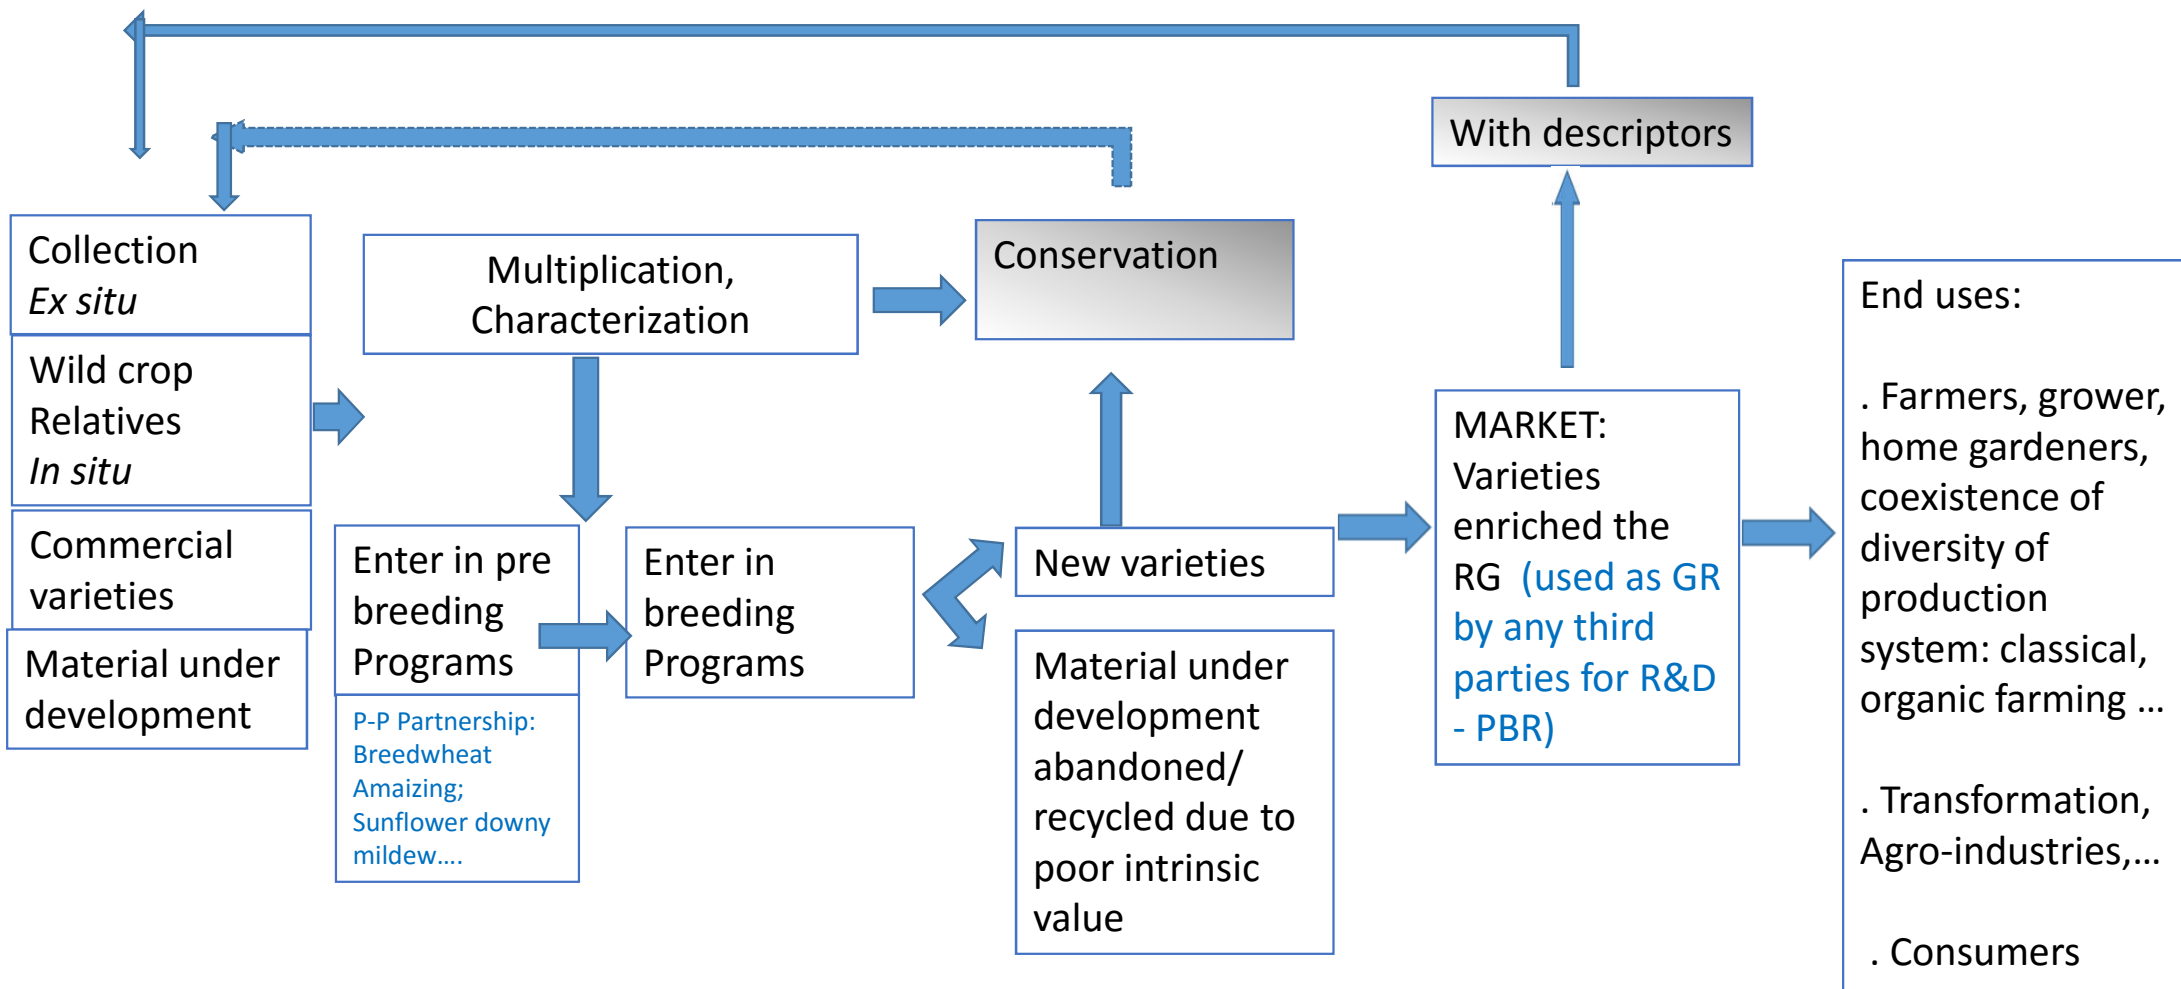 With descriptors
Collection
Ex situ
Wild crop
Relatives
In situ
Commercial
varieties
Material under
development
Multiplication,
Characterization
Conservation
Enter in pre
breeding
Programs
P-P Partnership:
Breedwheat
Amaizing;
Sunflower downy
mildew....
Enter in
breeding
Programs
New varieties
Material under
development
abandoned/
recycled due to
poor intrinsic
value
MARKET:
Varieties
enriched the
RG (used as GR
by any third
parties for R&D
- PBR)
End uses:
. Farmers, grower,
home gardeners,
coexistence of
diversity of
production
system: classical,
organic farming ...
. Transformation,
Agro-industries,...
. Consumers